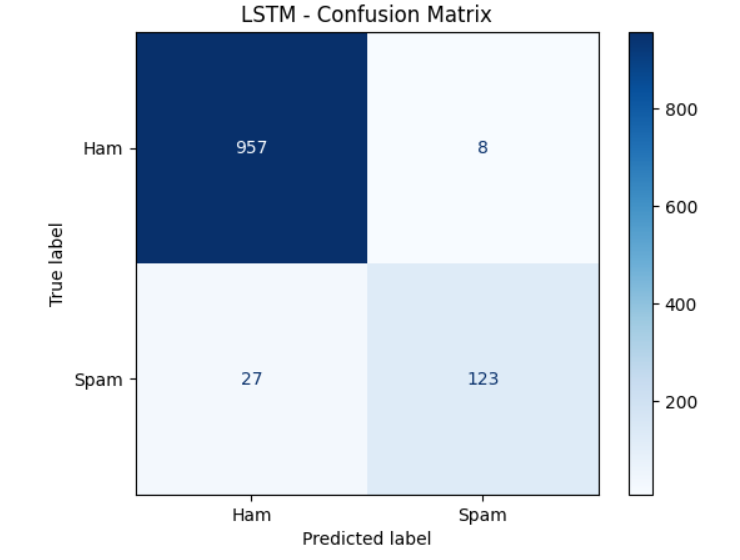 LSTM - Confusion Matrix
Ham
957
8
Spam
27
123
Ham
Spam
True label
Predicted label
800
600
400
200